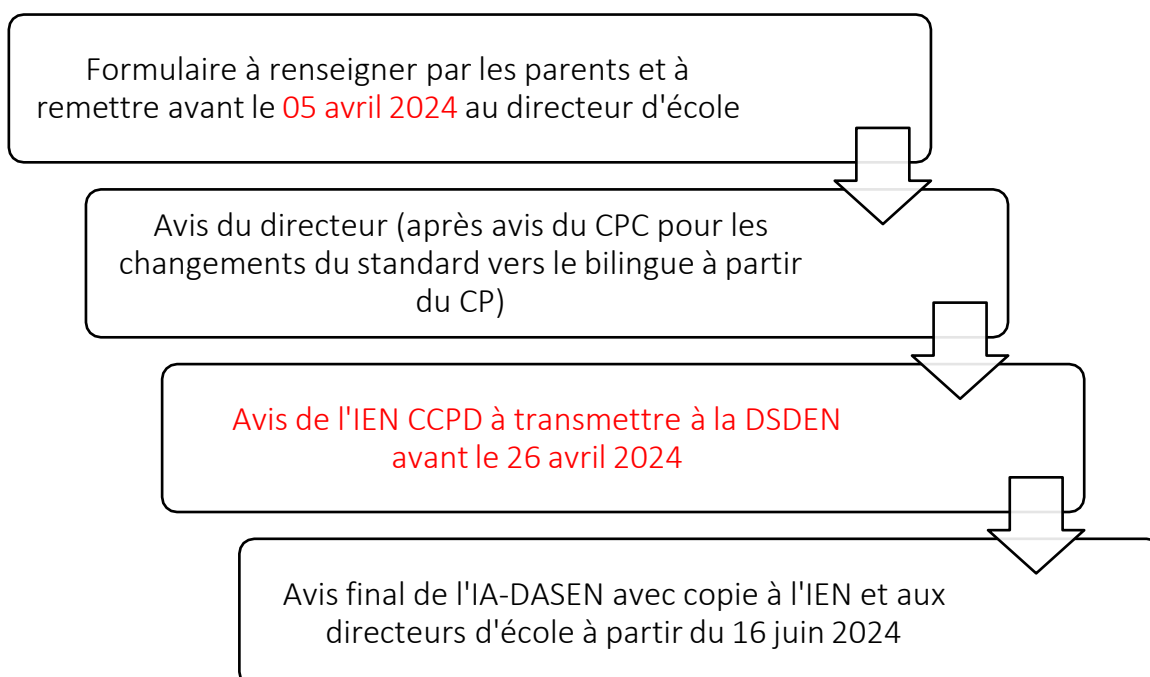 Formulaire à renseigner par les parents et à
remettre avant le 05 avril 2024 au directeur d'école
Avis du directeur (après avis du CPC pour les
changements du standard vers le bilingue à partir
du CP)
Avis de l'IEN CCPD à transmettre à la DSDEN
avant le 26 avril 2024
Avis final de l'IA-DASEN avec copie à l'IEN et aux
directeurs d'école à partir du 16 juin 2024